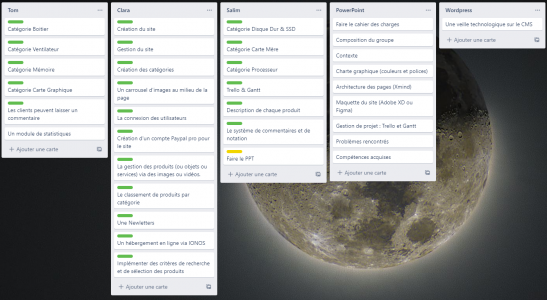 Tom
Catégorie Boîtier
Catégorie Ventilateur
Catégorie Mémoire
Catégorie Carte Graphique
Les clients peuvent laisser un
commentaire
Un module de statistiques
+ Ajouter une carte
Clara
Création du site
Gestion du site
Création des catégories
Un carrousel d'images au milieu de la
page
La connexion des utilisateurs
Création d'un compte Paypal pro pour
le site
La gestion des produits (ou objets ou
services) via des images ou vidéos.
Le classement de produits par
catégorie
Une Newletters
Un hébergement en ligne via IONOS
Implémenter des critères de recherche
et de sélection des produits
+ Ajouter une carte
Salim
Catégorie Disque Dur & SSD
Catégorie Carte Mère
Catégorie Processeur
Trello & Gantt
Description de chaque produit
Le système de commentaires et de
notation
Faire le PPT
+ Ajouter une carte
PowerPoint
Faire le cahier des charges
Composition du groupe
Contexte
Charte graphique (couleurs et polices)
Architecture des pages (Xmind)
Maquette du site (Adobe XD ou
Figma)
Gestion de projet : Trello et Gantt
Problèmes rencontrés
Compétences acquises
+ Ajouter une carte
Wordpress
Une veille technologique sur le CMS
+ Ajouter une carte